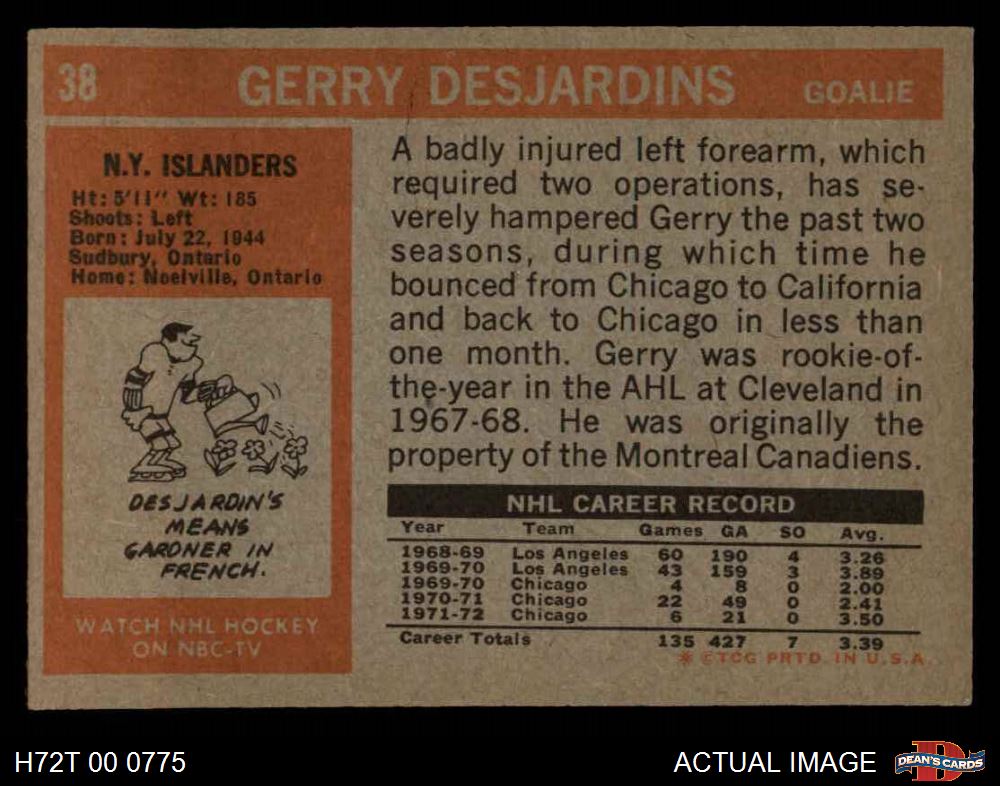 38 GERRY DESJARDINS GOALIE
N.Y. ISLANDERS
Ht: 5'11" Wt: 185
Shoots: Left
Born: July 22, 1944
Sudbury, Ontario
Home: Noelville, Ontario
DESJARDIN'S
MEANS
GARDNER IN
FRENCH.
WATCH NHL HOCKEY
ON NBC-TV
A badly injured left forearm, which
required two operations, has se-
verely hampered Gerry the past two
seasons, during which time he
bounced from Chicago to California
and back to Chicago in less than
one month. Gerry was rookie-of-
the-year in the AHL at Cleveland in
1967-68. He was originally the
property of the Montreal Canadiens.
NHL CAREER RECORD
Year Team Games GA SO Avg.
1968-69 Los Angeles 60 190 4 3.26
1969-70 Los Angeles 43 159 3 3.89
1969-70 Chicago 4 8 0 2.00
1970-71 Chicago 22 49 0 2.41
1971-72 Chicago 6 21 0 3.50
Career Totals 135 427 7 3.39
* © TCG PRTD. IN U.S.A.
H72T 00 0775
ACTUAL IMAGE
DEAN'S CARDS